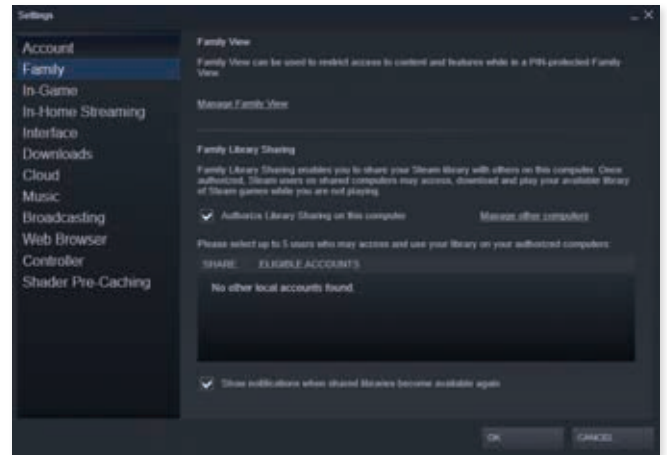 Settings
Account
Family
In-Game
In-Home Streaming
Interface
Downloads
Cloud
Music
Broadcasting
Web Browser
Controller
Shader Pre-Caching
Family View
Family View can be used to restrict access to content and features while in a PIN-protected Family
View.
Manage Family View
Family Library Sharing
Family Library Sharing enables you to share your Steam library with others on this computer. Once
authorized, Steam users on shared computers may access, download and play your available library
of Steam games while you are not playing.
Authorize Library Sharing on this computer
Manage other computers
Please select up to 5 users who may access and use your library on your authorized computers:
SHARE ELIGIBLE ACCOUNTS
No other local accounts found.
Show notifications when shared libraries become available again
OK CANCEL